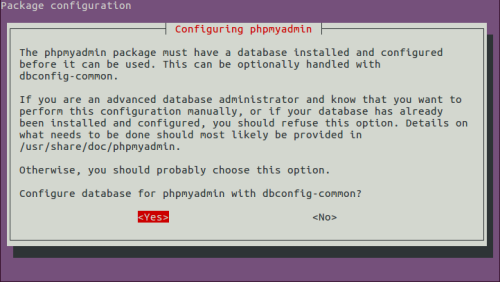 Package configuration
Configuring phpmyadmin
The phpmyadmin package must have a database installed and configured
before it can be used. This can be optionally handled with
dbconfig-common.
If you are an advanced database administrator and know that you want to
perform this configuration manually, or if your database has already
been installed and configured, you should refuse this option. Details on
what needs to be done should most likely be provided in
/usr/share/doc/phpmyadmin.
Otherwise, you should probably choose this option.
Configure database for phpmyadmin with dbconfig-common?
<Yes> <No>